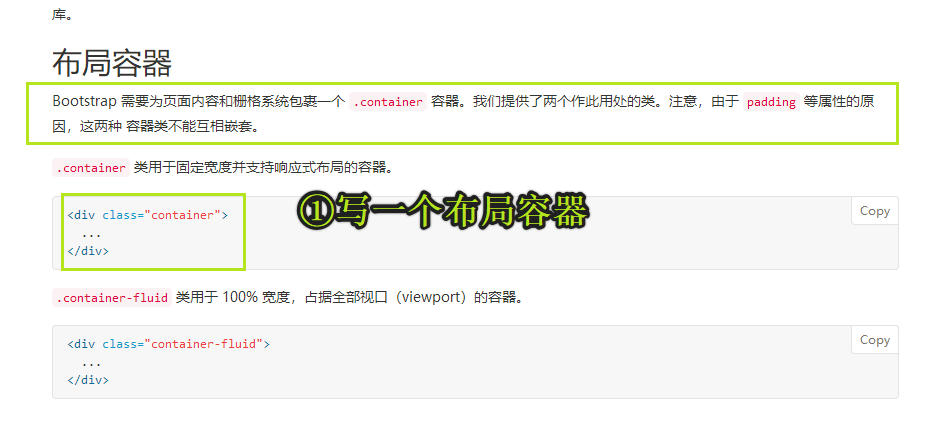 库。
布局容器
Bootstrap 需要为页面内容和栅格系统包裹一个 .container 容器。我们提供了两个作此用处的类。注意，由于 padding 等属性的原
因，这两种 容器类不能互相嵌套。
.container 类用于固定宽度并支持响应式布局的容器。
<div class="container">
...
</div>
①写一个布局容器
Copy
.container-fluid 类用于 100% 宽度，占据全部视口（viewport）的容器。
<div class="container-fluid">
...
</div>
Copy